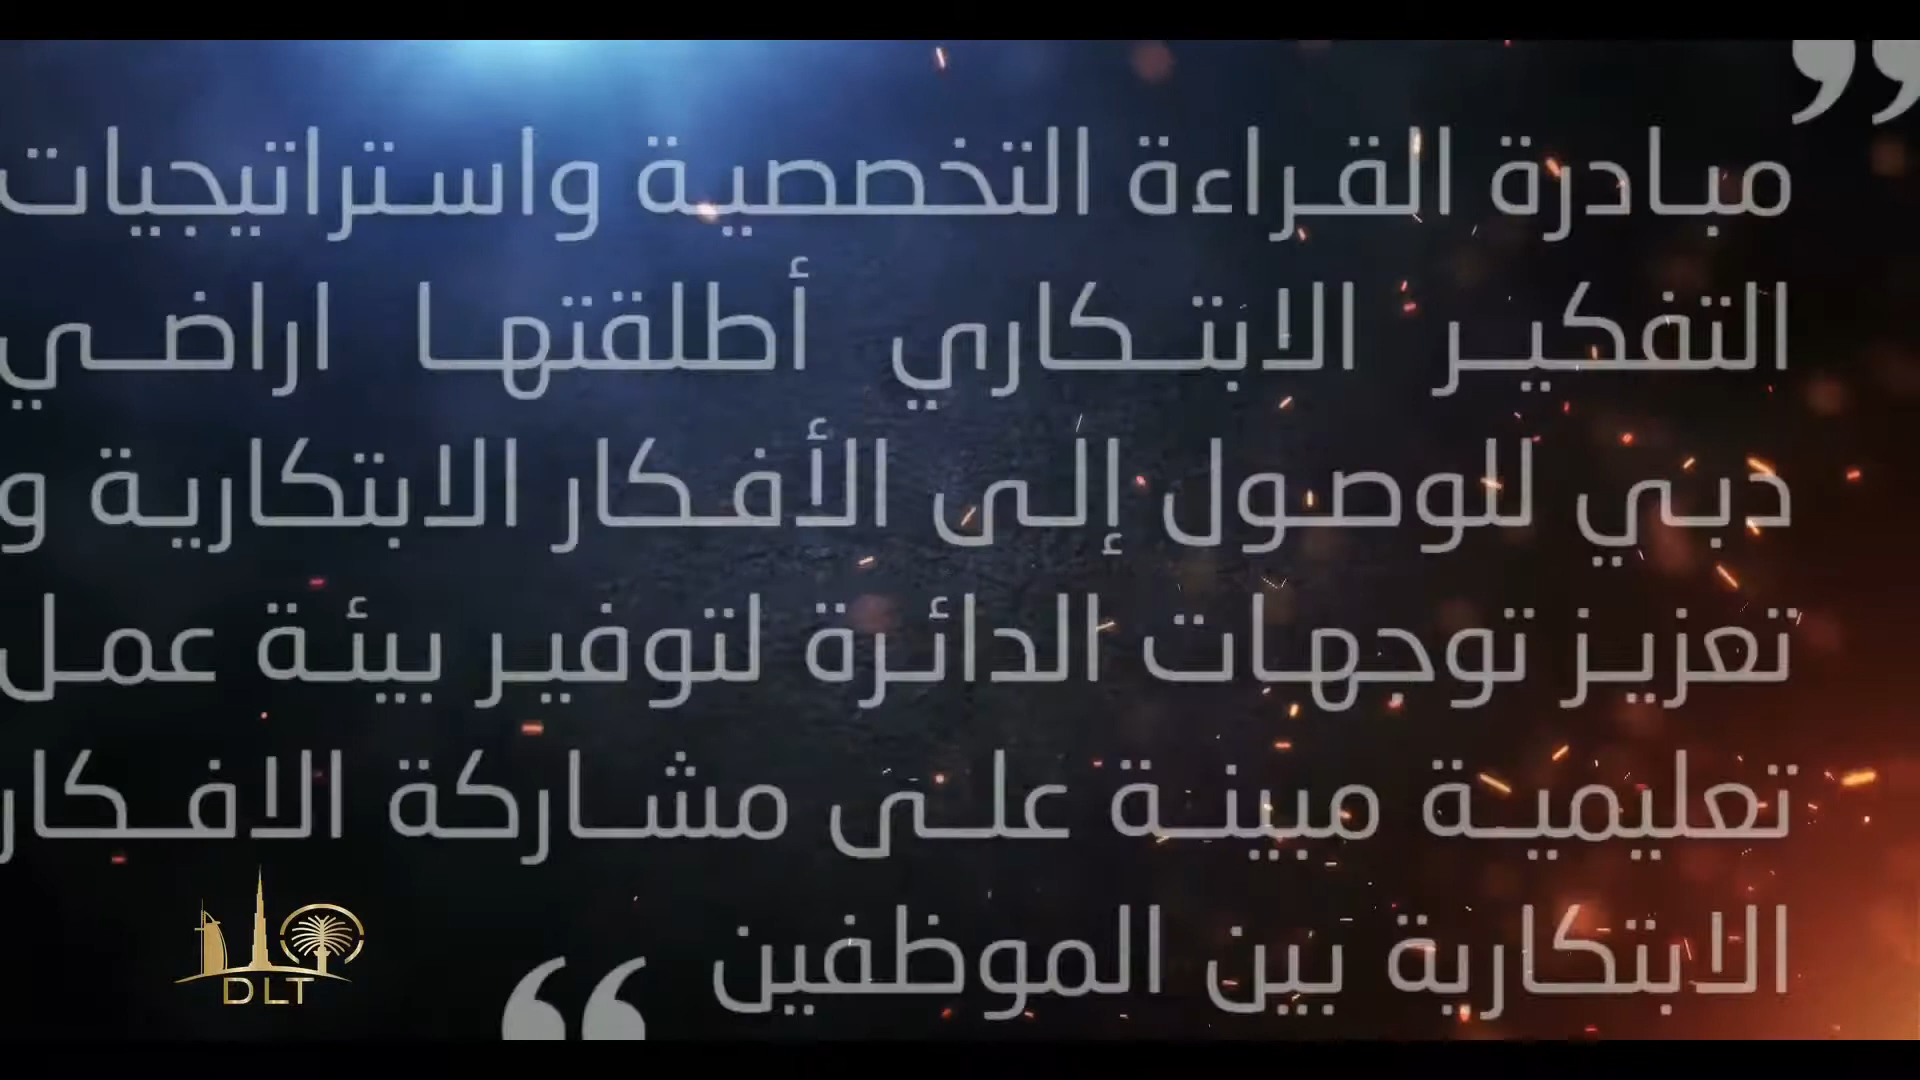 ”
مبادرة القراءة التخصصية واستراتيجيات
التفكير الابتكاري أطلقتها اراضي
دبي للوصول إلى الأفكار الابتكارية و
تعزيز توجهات الدائرة لتوفير بيئة عمل
تعليمية مبينة على مشاركة الافكار
الابتكارية بين الموظفين
“
DLT